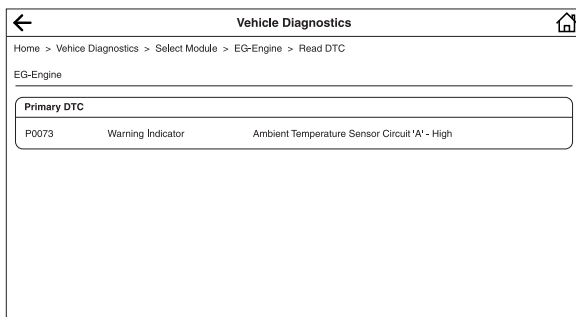 Vehicle Diagnostics
Home > Vehice Diagnostics > Select Module > EG-Engine > Read DTC
EG-Engine
Primary DTC
P0073 Warning Indicator Ambient Temperature Sensor Circuit 'A' - High